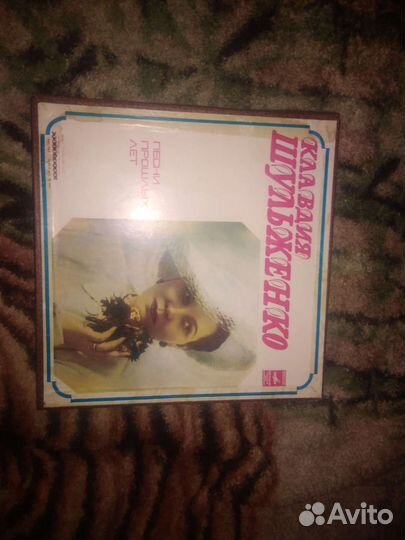 КЛАВДИЯ
ШУЛЬЖЕНКО
ПЕСНИ
ПРОШЛЫХ
ЛЕТ
Avito